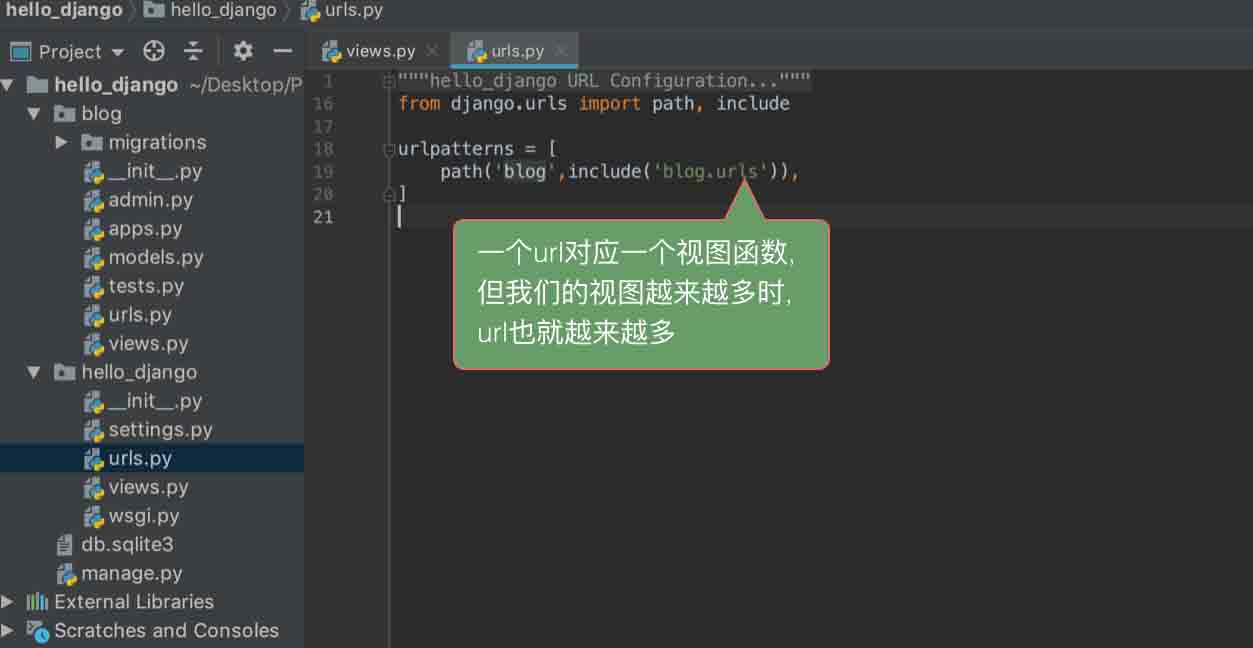 hello_django hello_django urls.py
Project
views.py urls.py
hello_django ~/Desktop/P
blog
migrations
__init__.py
admin.py
apps.py
models.py
tests.py
urls.py
views.py
hello_django
__init__.py
settings.py
urls.py
views.py
wsgi.py
db.sqlite3
manage.py
External Libraries
Scratches and Consoles
1 """hello_django URL Configuration..."""
16 from django.urls import path, include
17
18 urlpatterns = [
19 path('blog',include('blog.urls')),
20 ]
21
一个url对应一个视图函数,
但我们的视图越来越多时,
url也就越来越多